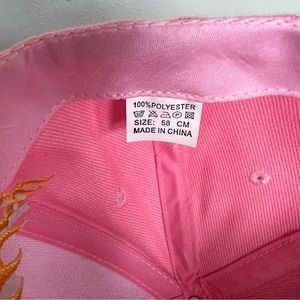 100%POLYESTER
SIZE: 58 CM
MADE IN CHINA